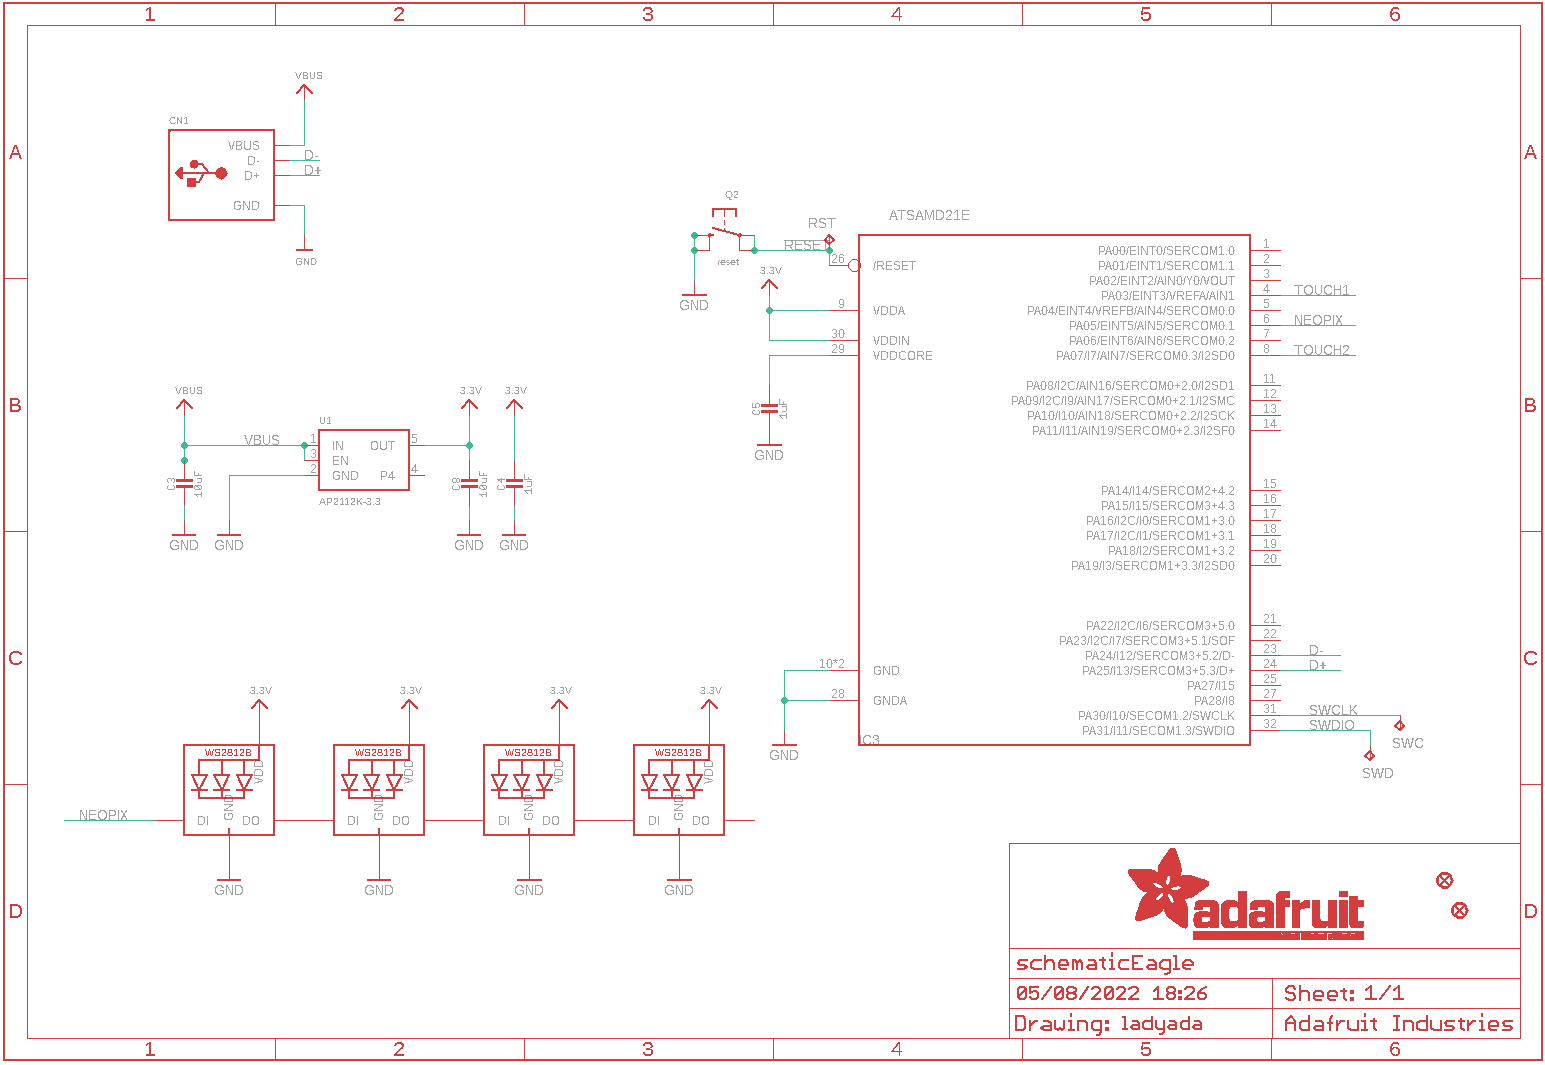 1 2 3 4 5 6
A A
B B
C C
D D
VBUS
CN1
VBUS
D-
D+
GND
D-
D+
GND
Q2
reset
GND
RST
RESE
3.3V
ATSAMD21E
26 /RESET
9 VDDA
30 VDDIN
29 VDDCORE
C5
1uF
GND
10*2 GND
28 GNDA
GND
IC3
PA00/EINT0/SERCOM1.0 1
PA01/EINT1/SERCOM1.1 2
PA02/EINT2/AIN0/Y0/VOUT 3
PA03/EINT3/VREFA/AIN1 4 TOUCH1
PA04/EINT4/VREFB/AIN4/SERCOM0.0 5
PA05/EINT5/AIN5/SERCOM0.1 6 NEOPIX
PA06/EINT6/AIN6/SERCOM0.2 7
PA07/I7/AIN7/SERCOM0.3/I2SD0 8 TOUCH2
PA08/I2C/AIN16/SERCOM0+2.0/I2SD1 11
PA09/I2C/I9/AIN17/SERCOM0+2.1/I2SMC 12
PA10/I10/AIN18/SERCOM0+2.2/I2SCK 13
PA11/I11/AIN19/SERCOM0+2.3/I2SF0 14
PA14/I14/SERCOM2+4.2 15
PA15/I15/SERCOM3+4.3 16
PA16/I2C/I0/SERCOM1+3.0 17
PA17/I2C/I1/SERCOM1+3.1 18
PA18/I2/SERCOM1+3.2 19
PA19/I3/SERCOM1+3.3/I2SD0 20
PA22/I2C/I6/SERCOM3+5.0 21
PA23/I2C/I7/SERCOM3+5.1/SOF 22
PA24/I12/SERCOM3+5.2/D- 23 D-
PA25/I13/SERCOM3+5.3/D+ 24 D+
PA27/I15 25
PA28/I8 27
PA30/I10/SECOM1.2/SWCLK 31 SWCLK
PA31/I11/SECOM1.3/SWDIO 32 SWDIO
SWC
SWD
VBUS
VBUS
U1
1 IN OUT 5
3 EN
2 GND P4 4
AP2112K-3.3
C3
10uF
GND
GND
3.3V
C8
10uF
GND
3.3V
C4
1uF
GND
3.3V 3.3V 3.3V 3.3V
WS2812B WS2812B WS2812B WS2812B
VDD VDD VDD VDD
GND GND GND GND
NEOPIX DI DO DI DO DI DO DI DO
GND GND GND GND
adafruit
schematicEagle
05/08/2022 18:26 Sheet: 1/1
Drawing: ladyada Adafruit Industries
1 2 3 4 5 6